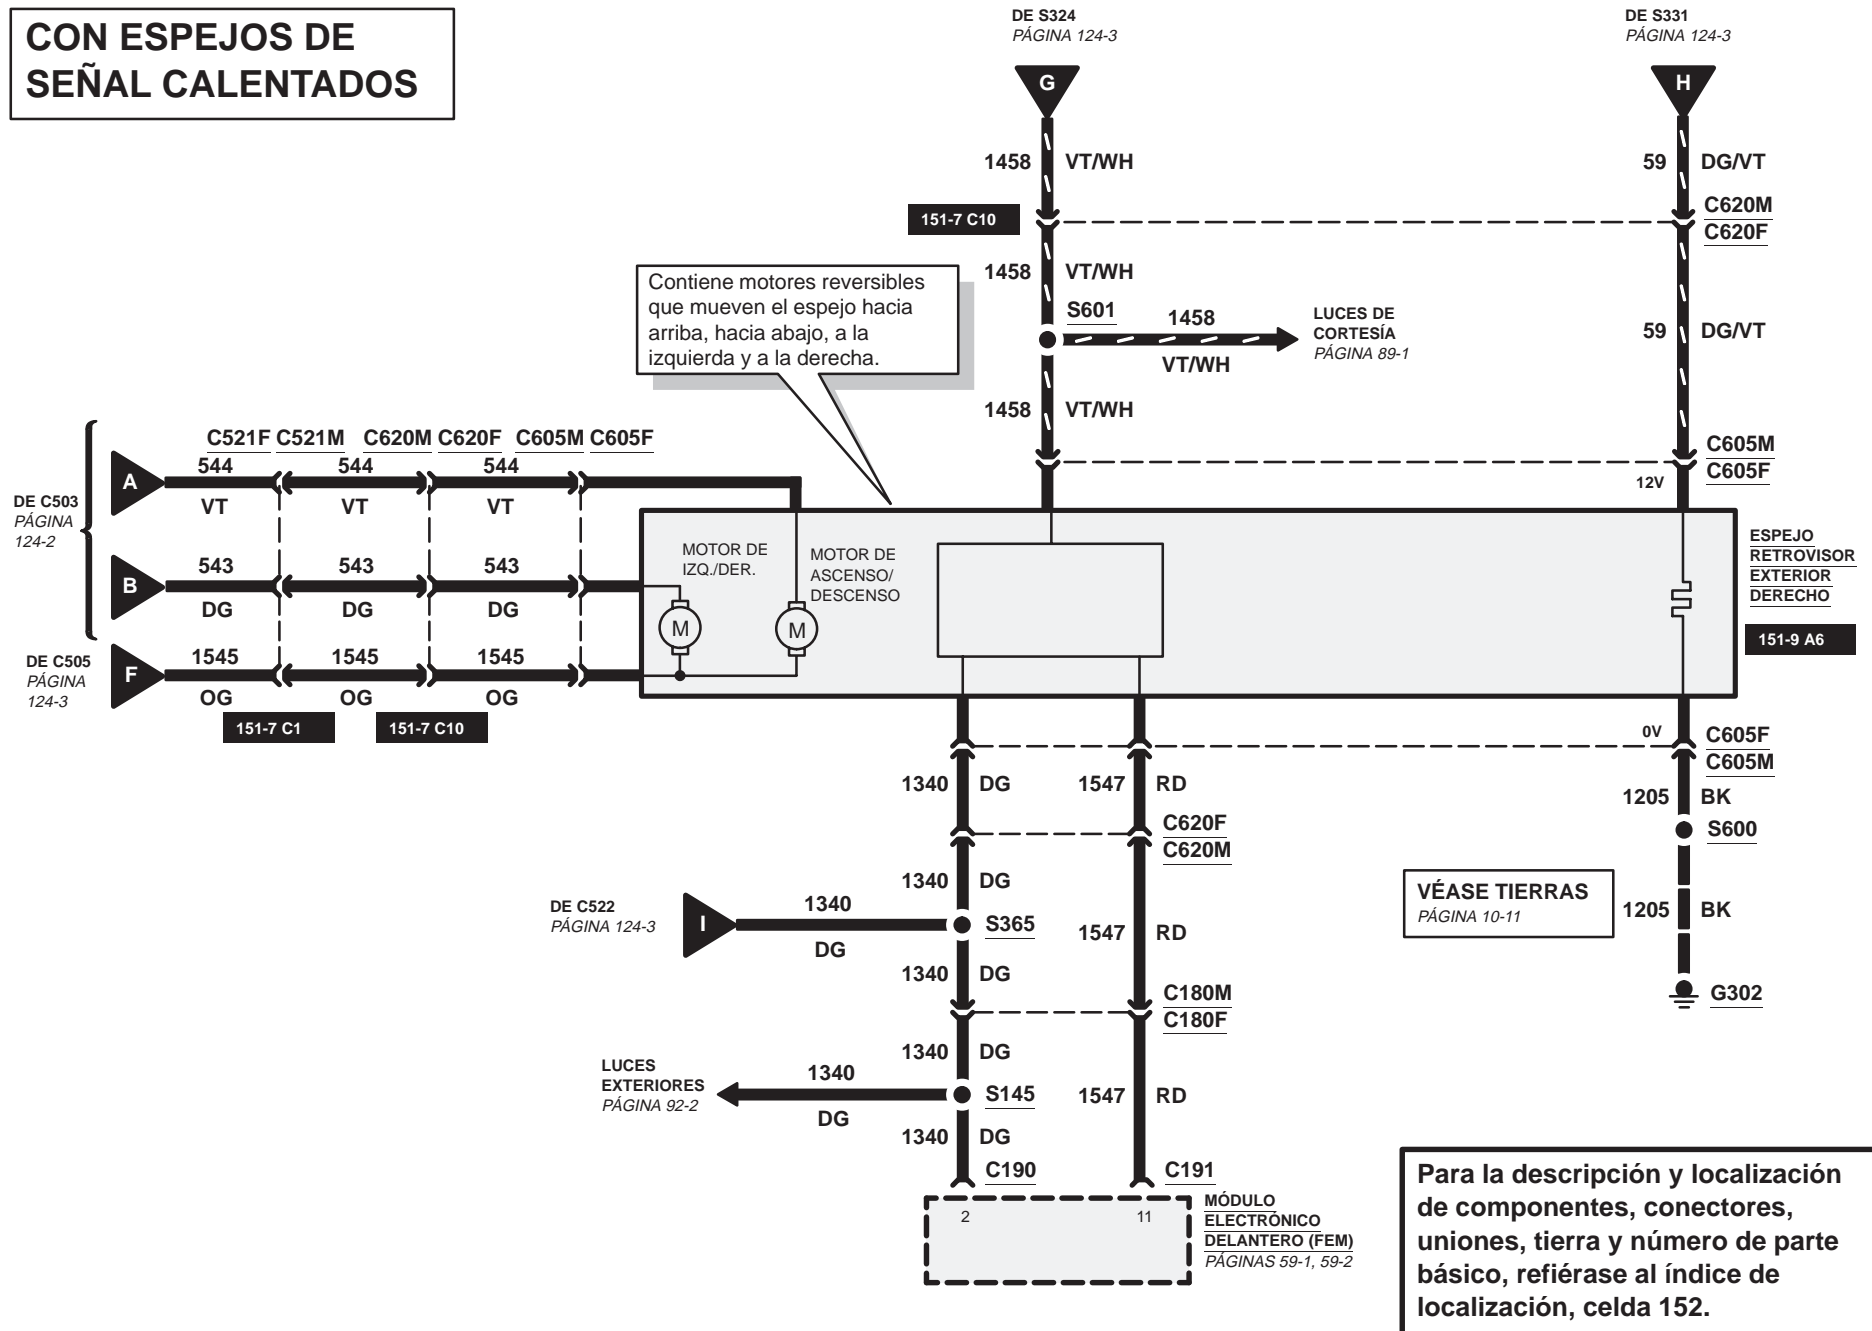 CON ESPEJOS DE
SEÑAL CALENTADOS
DE S324
PÁGINA 124-3
G
DE S331
PÁGINA 124-3
H
1458 VT/WH
59 DG/VT
151-7 C10
C620M
C620F
1458 VT/WH
Contiene motores reversibles
que mueven el espejo hacia
arriba, hacia abajo, a la
izquierda y a la derecha.
S601
1458
VT/WH
LUCES DE
CORTESÍA
PÁGINA 89-1
59 DG/VT
1458 VT/WH
C605M
C605F
12V
C521F C521M C620M C620F C605M C605F
DE C503
PÁGINA
124-2
A
544 544 544
VT VT VT
B
543 543 543
DG DG DG
DE C505
PÁGINA
124-3
F
1545 1545 1545
OG OG OG
151-7 C1
151-7 C10
MOTOR DE
IZQ./DER.
M
MOTOR DE
ASCENSO/
DESCENSO
M
ESPEJO
RETROVISOR
EXTERIOR
DERECHO
151-9 A6
0V
C605F
C605M
1340 DG
1547 RD
1205 BK
C620F
C620M
S600
1340 DG
DE C522
PÁGINA 124-3
I
1340
DG
S365
1547 RD
VÉASE TIERRAS
PÁGINA 10-11
1205 BK
1340 DG
C180M
C180F
G302
1340 DG
LUCES
EXTERIORES
PÁGINA 92-2
1340
DG
S145
1547 RD
1340 DG
C190
C191
2
11
MÓDULO
ELECTRÓNICO
DELANTERO (FEM)
PÁGINAS 59-1, 59-2
Para la descripción y localización
de componentes, conectores,
uniones, tierra y número de parte
básico, refiérase al índice de
localización, celda 152.